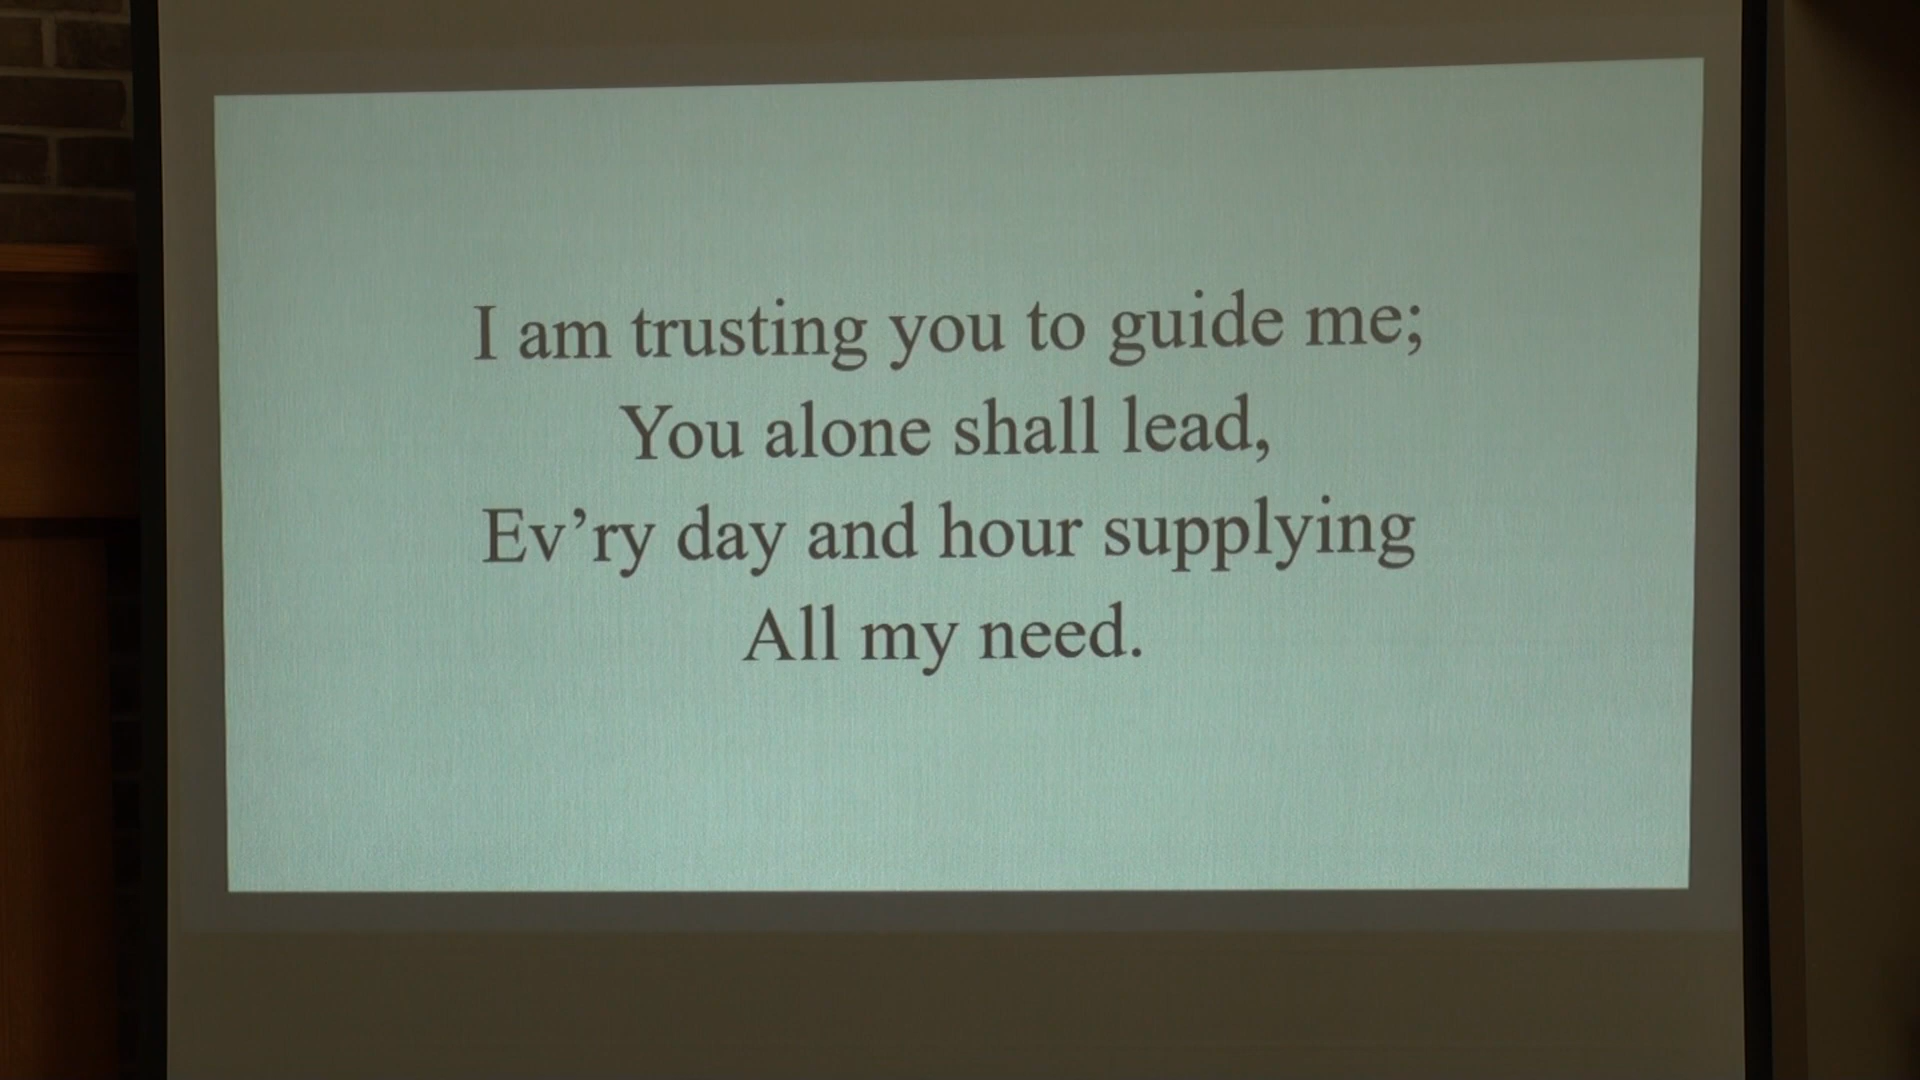 I am trusting you to guide me;
You alone shall lead,
Ev’ry day and hour supplying
All my need.